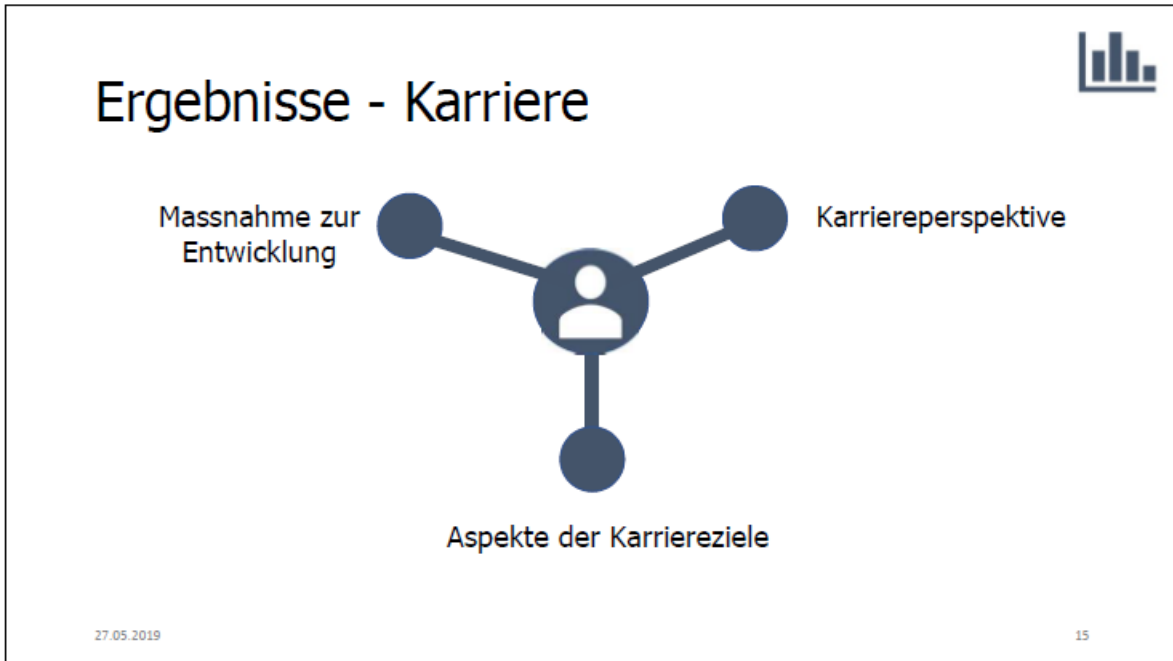 Ergebnisse - Karriere
Massnahme zur
Entwicklung
Karriereperspektive
Aspekte der Karriereziele
27.05.2019
15